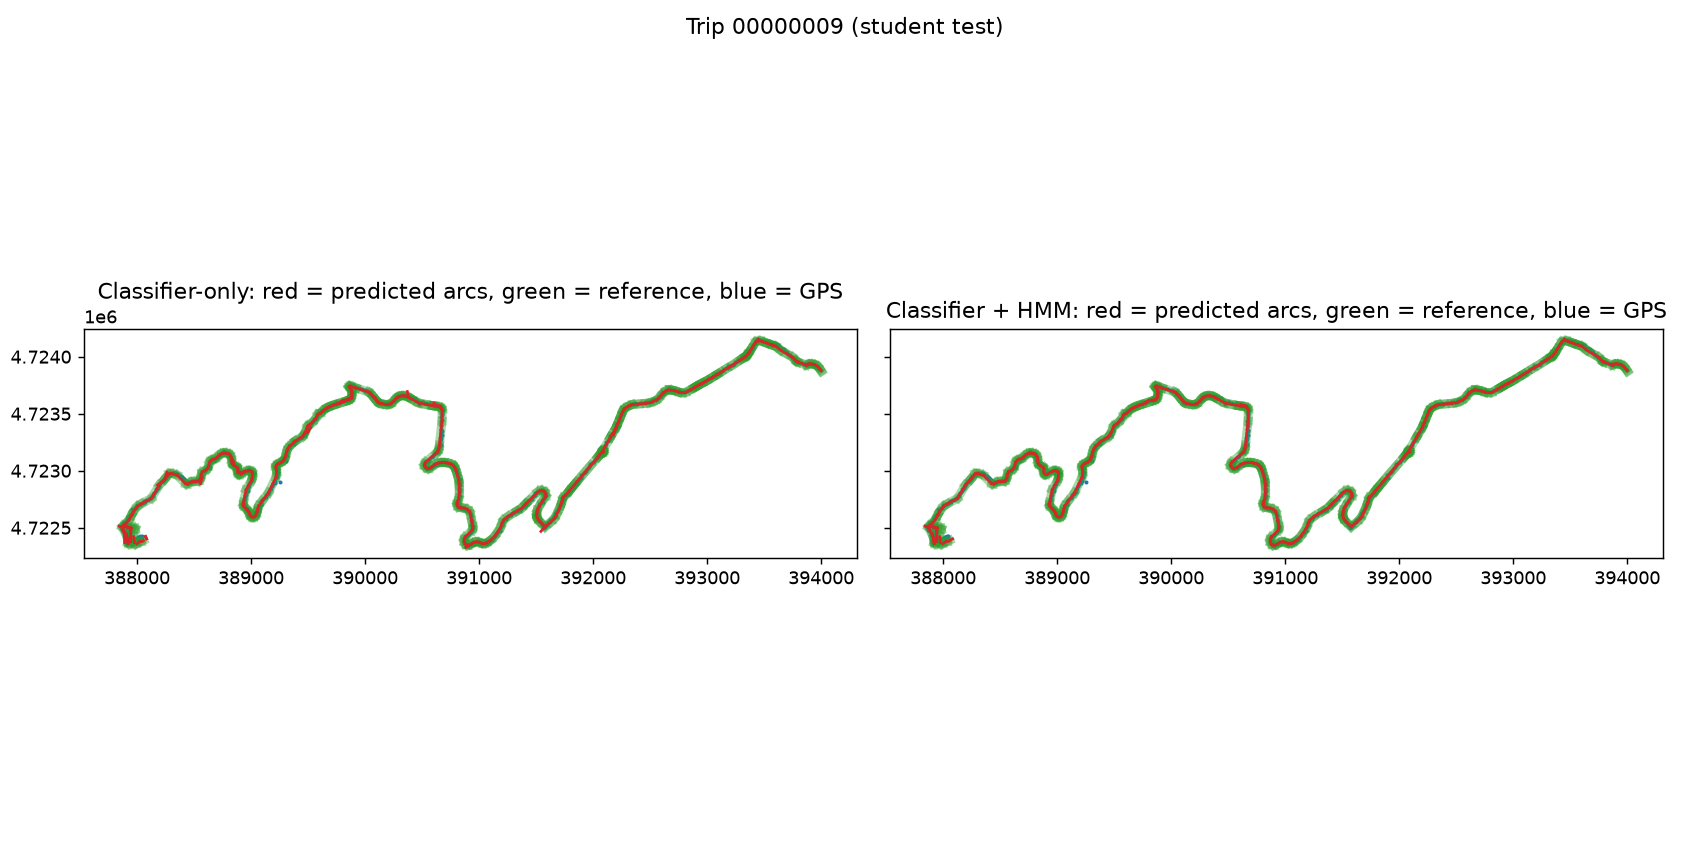 Trip 00000009 (student test)
Classifier-only: red = predicted arcs, green = reference, blue = GPS
1e6
4.7240
4.7235
4.7230
4.7225
388000 389000 390000 391000 392000 393000 394000
Classifier + HMM: red = predicted arcs, green = reference, blue = GPS
388000 389000 390000 391000 392000 393000 394000